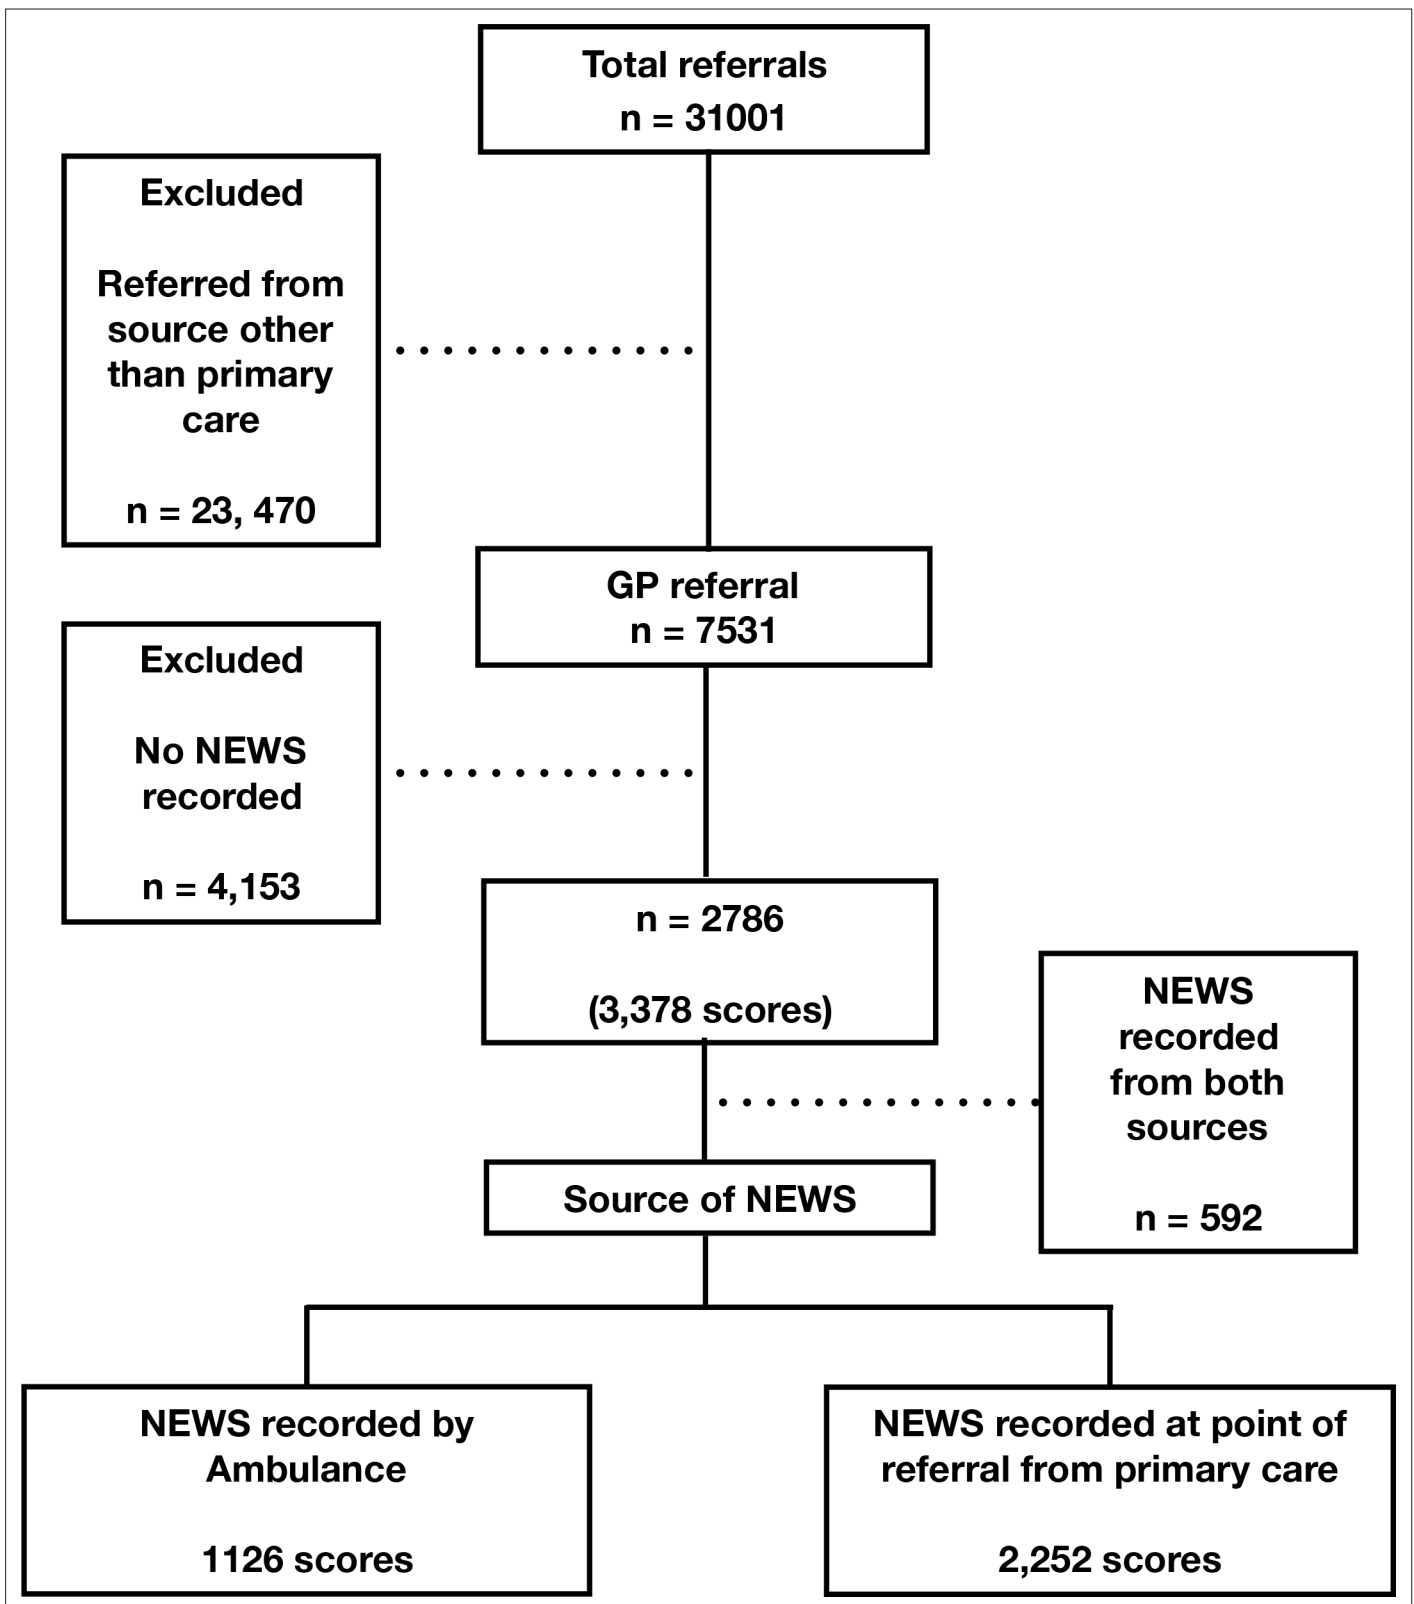 Total referrals
n = 31001
Excluded
Referred from
source other
than primary
care
n = 23, 470
GP referral
n = 7531
Excluded
No NEWS
recorded
n = 4,153
n = 2786
(3,378 scores)
NEWS
recorded
from both
sources
n = 592
Source of NEWS
NEWS recorded by
Ambulance
1126 scores
NEWS recorded at point of
referral from primary care
2,252 scores